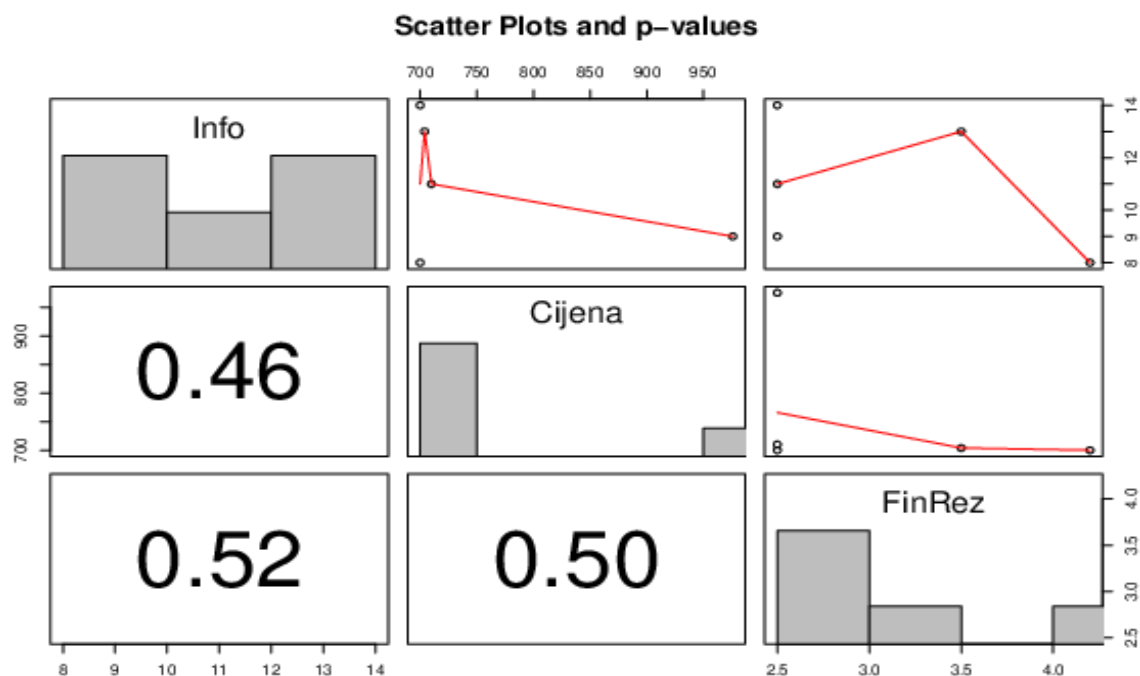 Scatter Plots and p-values
700 750 800 850 900 950
Info
8 9 10 12 14
Cijena
700 800 900
0.46
FinRez
0.52
0.50
2.5 3.0 3.5 4.0
8 9 10 11 12 13 14
2.5 3.0 3.5 4.0